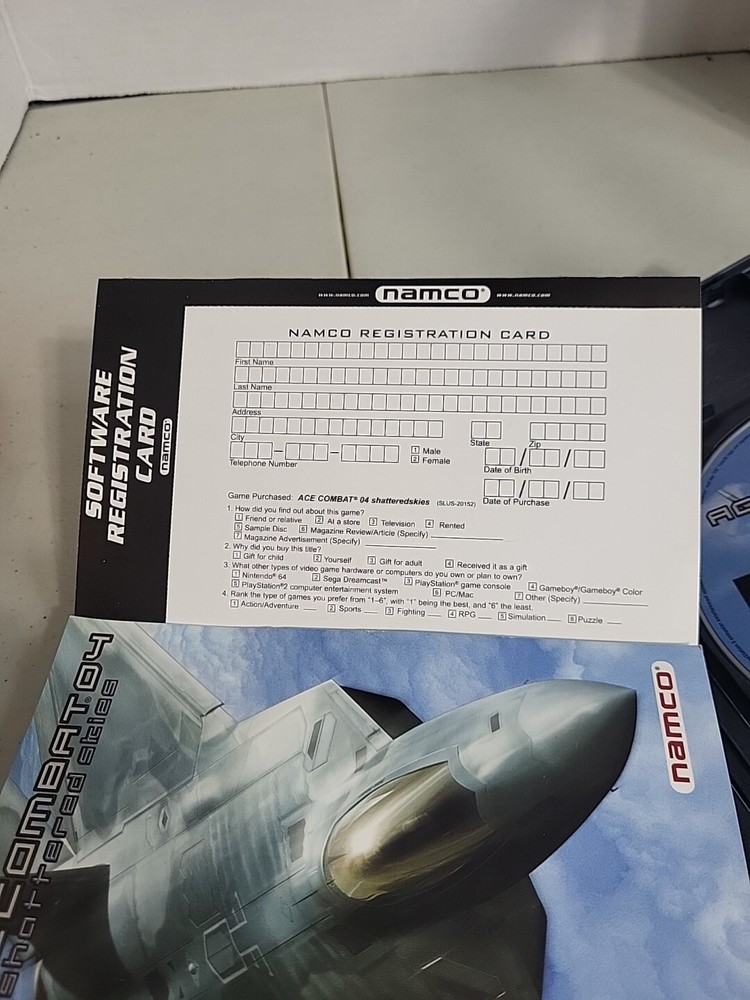 www.namco.com namco® www.namco.com
SOFTWARE
REGISTRATION
CARD
namco®
NAMCO REGISTRATION CARD
First Name
Last Name
Address
City State Zip
1 Male
2 Female
Telephone Number Date of Birth
Date of Purchase
Game Purchased: ACE COMBAT® 04 shatteredskies (SLUS-20152)
1. How did you find out about this game?
1 Friend or relative 2 At a store 3 Television 4 Rented
5 Sample Disc 6 Magazine Review/Article (Specify)
7 Magazine Advertisement (Specify)
2. Why did you buy this title?
1 Gift for child 2 Yourself 3 Gift for adult 4 Received it as a gift
3. What other types of video game hardware or computers do you own or plan to own?
1 Nintendo® 64 2 Sega Dreamcast™ 3 PlayStation® game console 4 Gameboy®/Gameboy® Color
5 PlayStation®2 computer entertainment system 6 PC/Mac 7 Other (Specify)
4. Rank the type of games you prefer from "1–6", with "1" being the best, and "6" the least.
1 Action/Adventure 2 Sports 3 Fighting 4 RPG 5 Simulation 6 Puzzle
COMBAT® 04
shattered skies
namco®